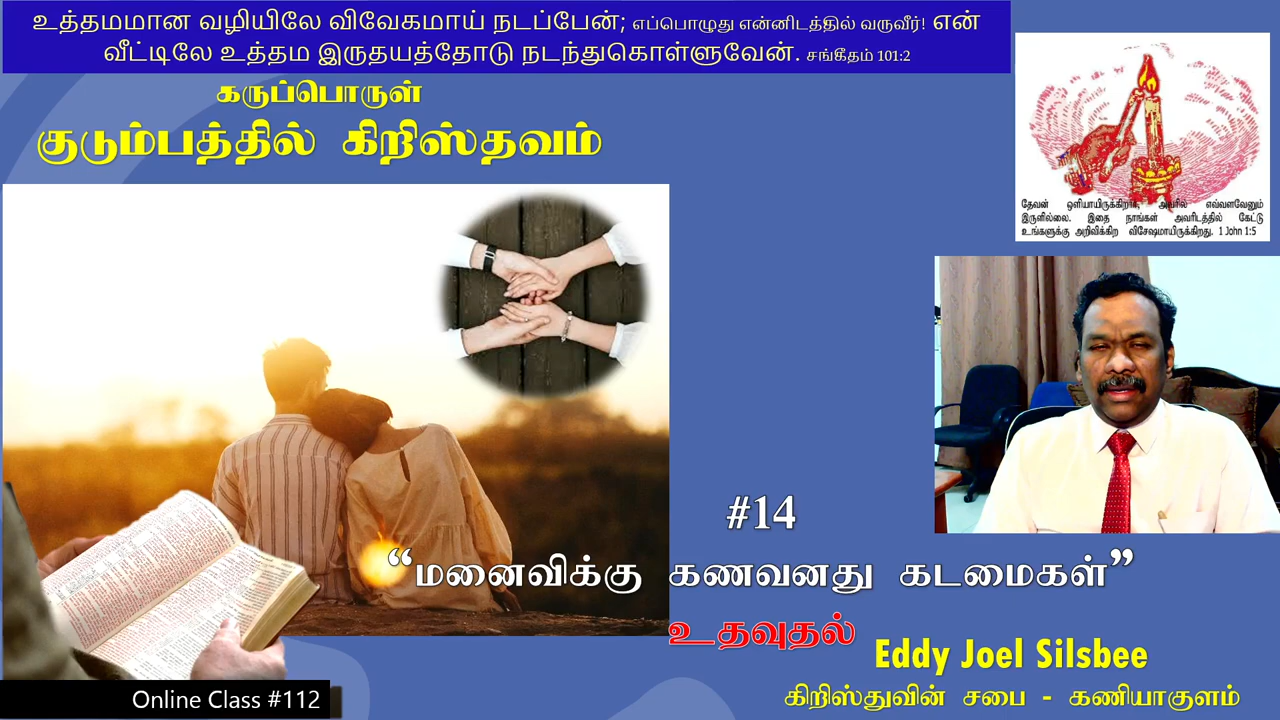 உத்தமமான வழியிலே விவேகமாய் நடப்பேன்; எப்பொழுது என்னிடத்தில் வருவீர்! என்
வீட்டிலே உத்தம இருதயத்தோடு நடந்துகொள்ளுவேன். சங்கீதம் 101:2
கருப்பொருள்
குடும்பத்தில் கிறிஸ்தவம்
தேவன் ஒளியாயிருக்கிறார், அவரில் எவ்வளவேனும்
இருளில்லை. இதை நாங்கள் அவரிடத்தில் கேட்டு
உங்களுக்கு அறிவிக்கிற விசேஷமாயிருக்கிறது. 1 John 1:5
#14
“மனைவிக்கு கணவனது கடமைகள்”
உதவுதல்
Eddy Joel Silsbee
கிறிஸ்துவின் சபை - கணியாகுளம்
Online Class #112